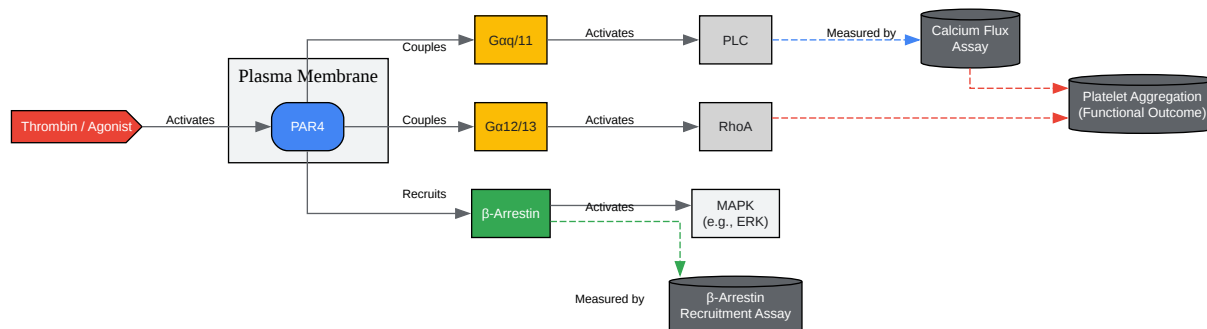 Couples
Gαq/11
Activates
PLC
Measured by
Calcium Flux
Assay
Plasma Membrane
Thrombin / Agonist
Activates
PAR4
Couples
Gα12/13
Activates
RhoA
Platelet Aggregation
(Functional Outcome)
Recruits
β-Arrestin
Activates
MAPK
(e.g., ERK)
Measured by
β-Arrestin
Recruitment Assay